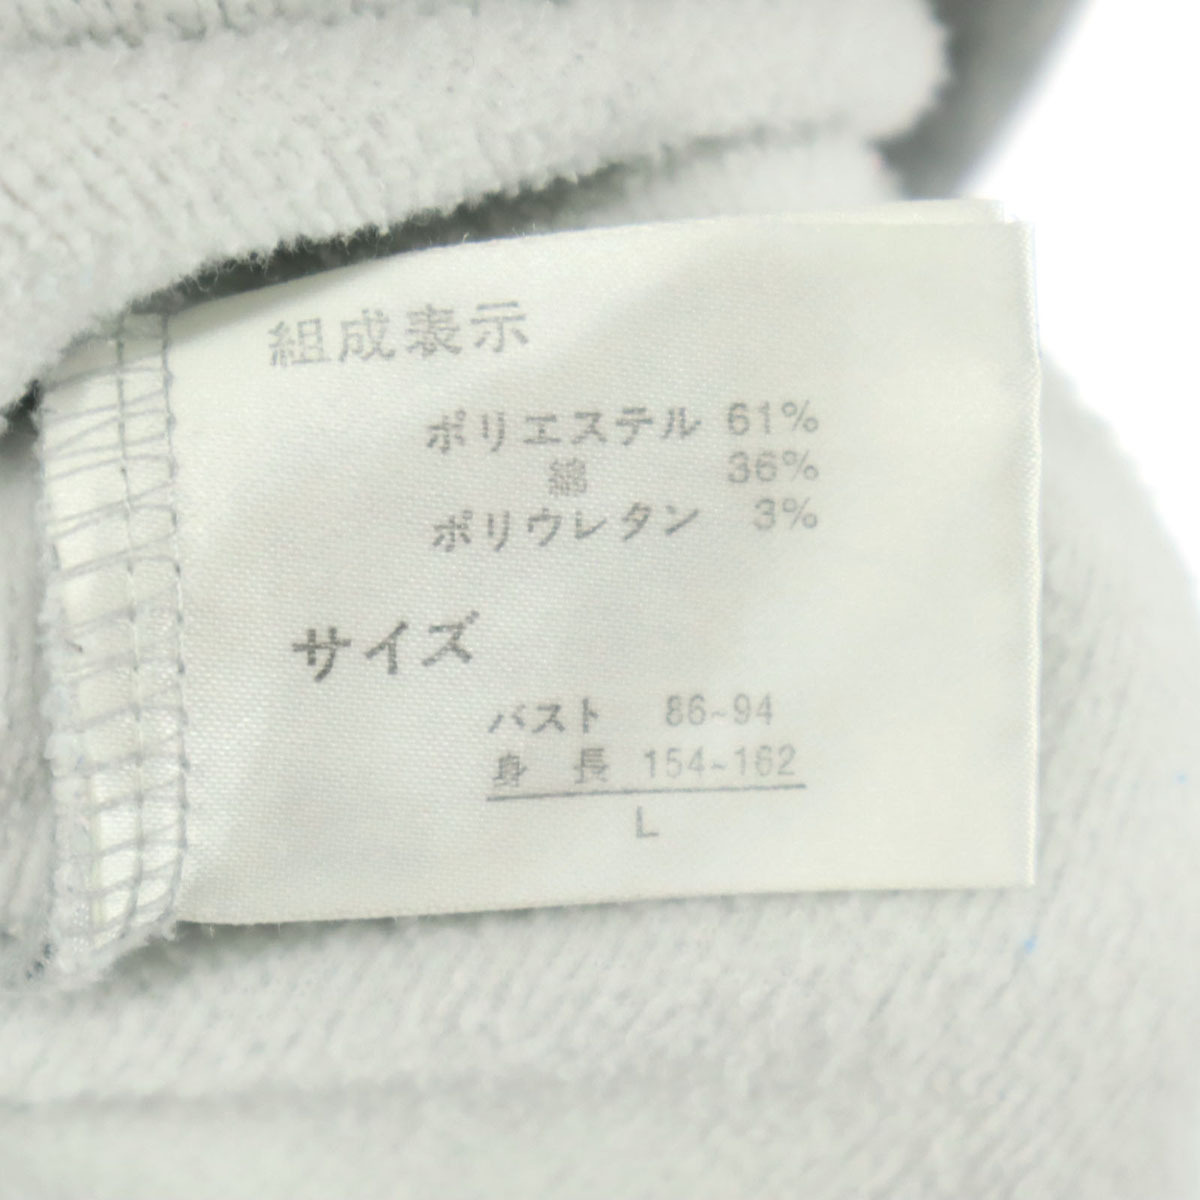 組成表示
ポリエステル 61%
綿 36%
ポリウレタン 3%
サイズ
バスト 86~94
身 長 154~162
L